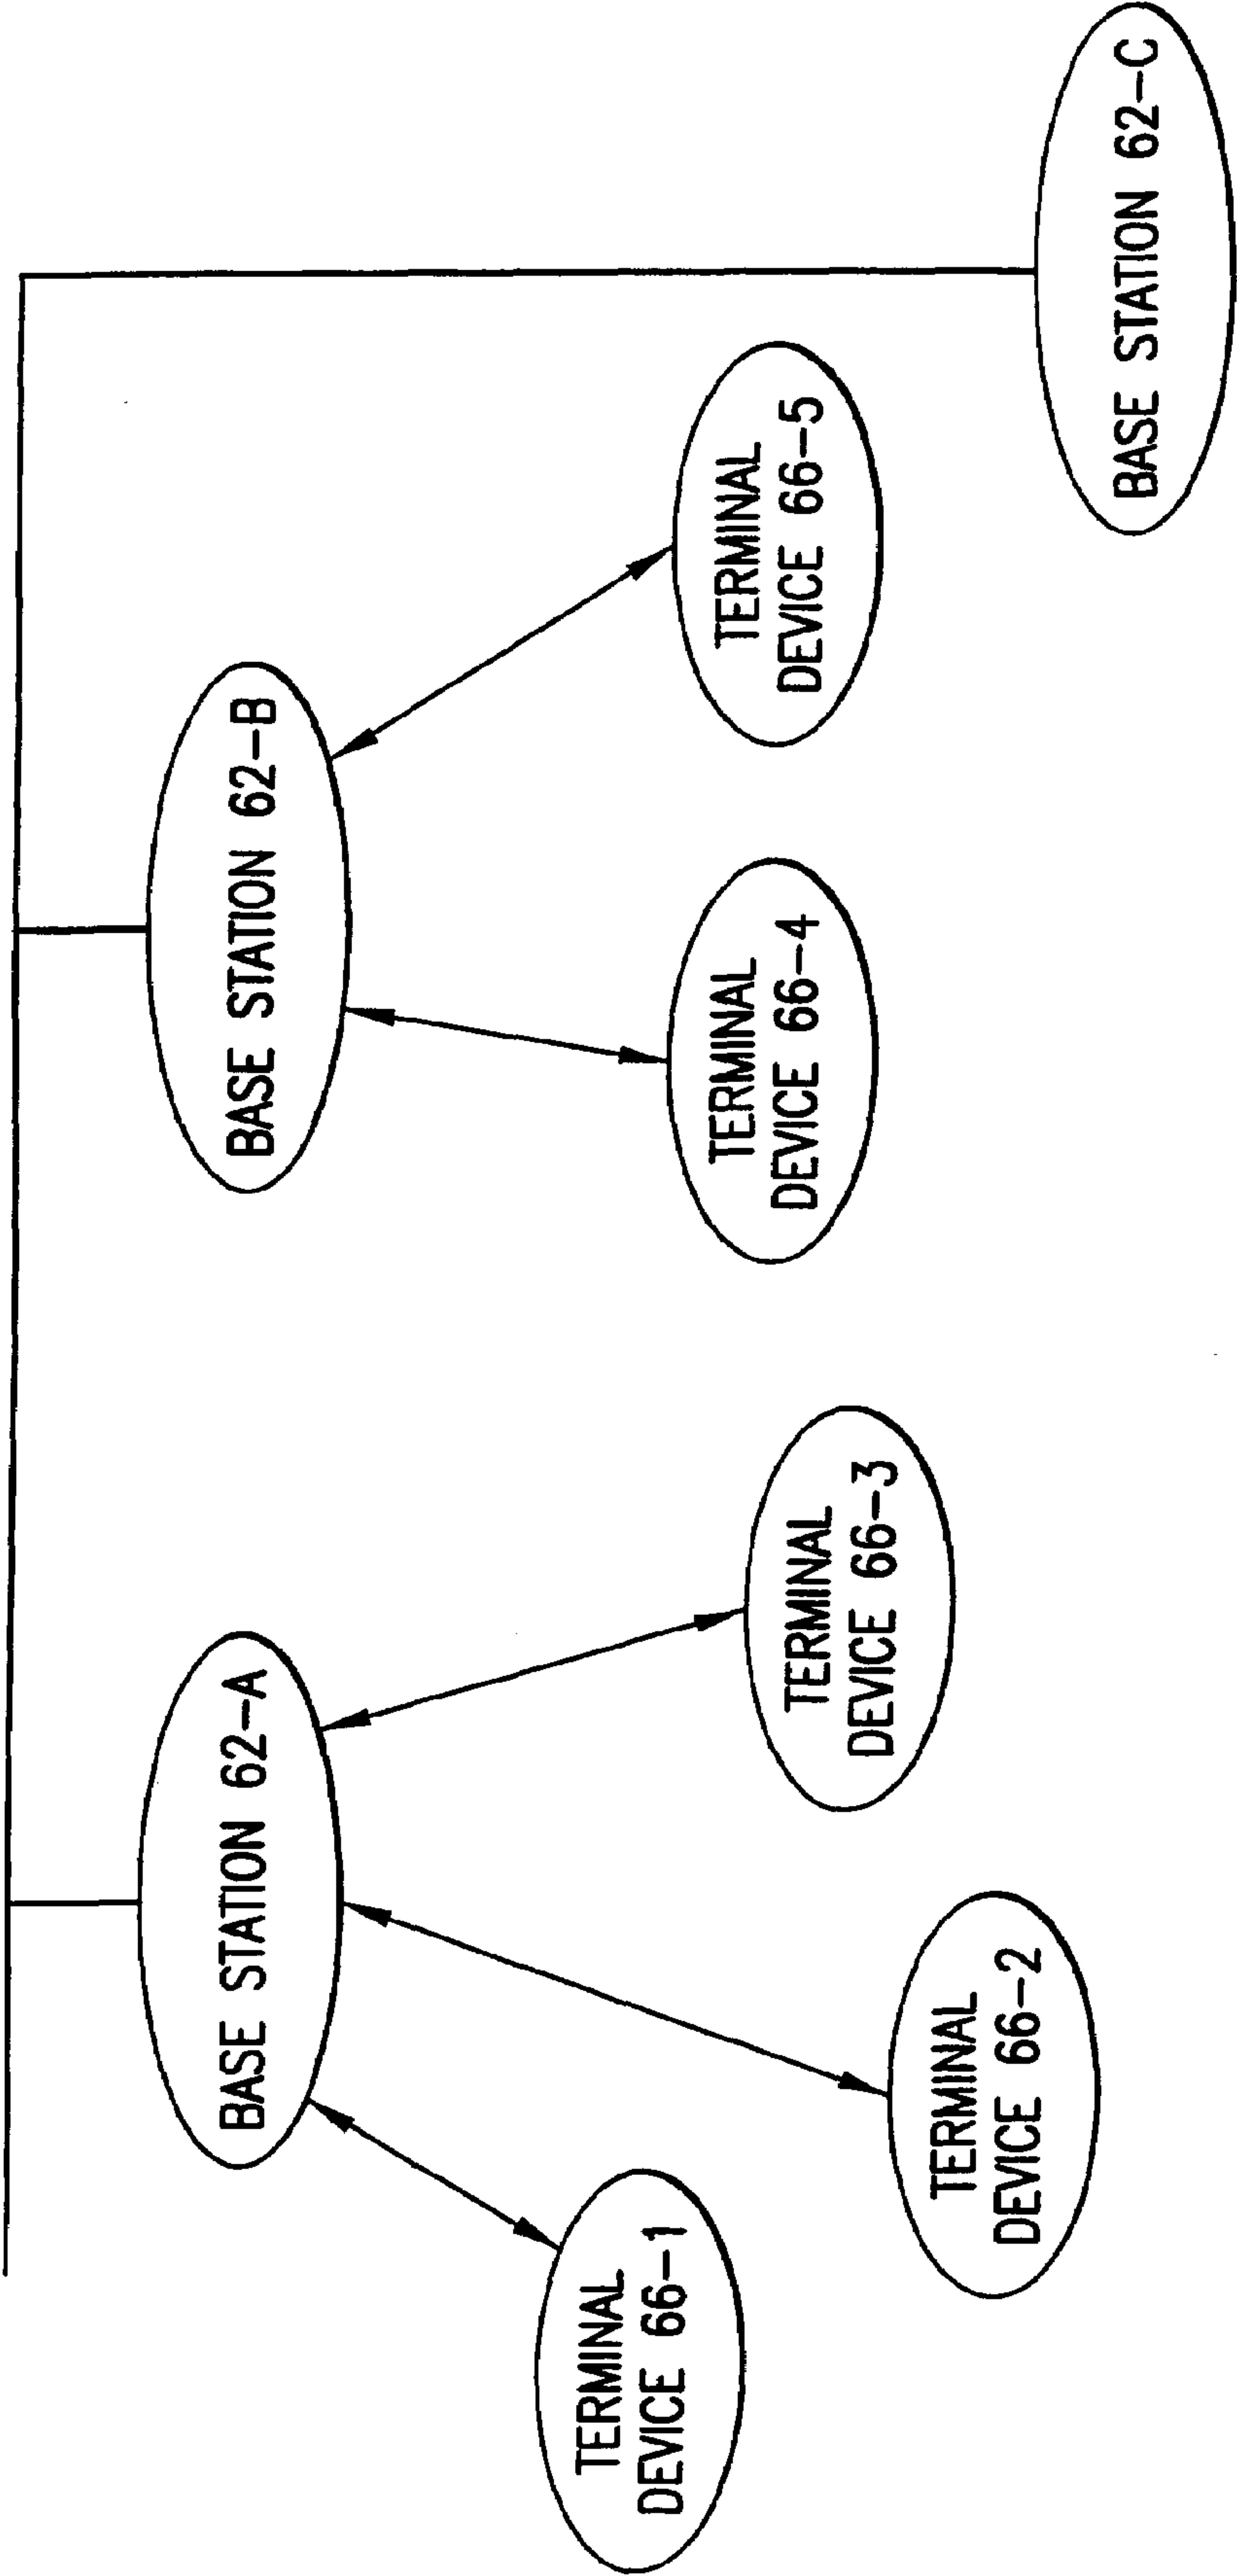 BASE STATION 62-A
BASE STATION 62-B
TERMINAL
DEVICE 66-1
TERMINAL
DEVICE 66-2
TERMINAL
DEVICE 66-3
TERMINAL
DEVICE 66-4
TERMINAL
DEVICE 66-5
BASE STATION 62-C